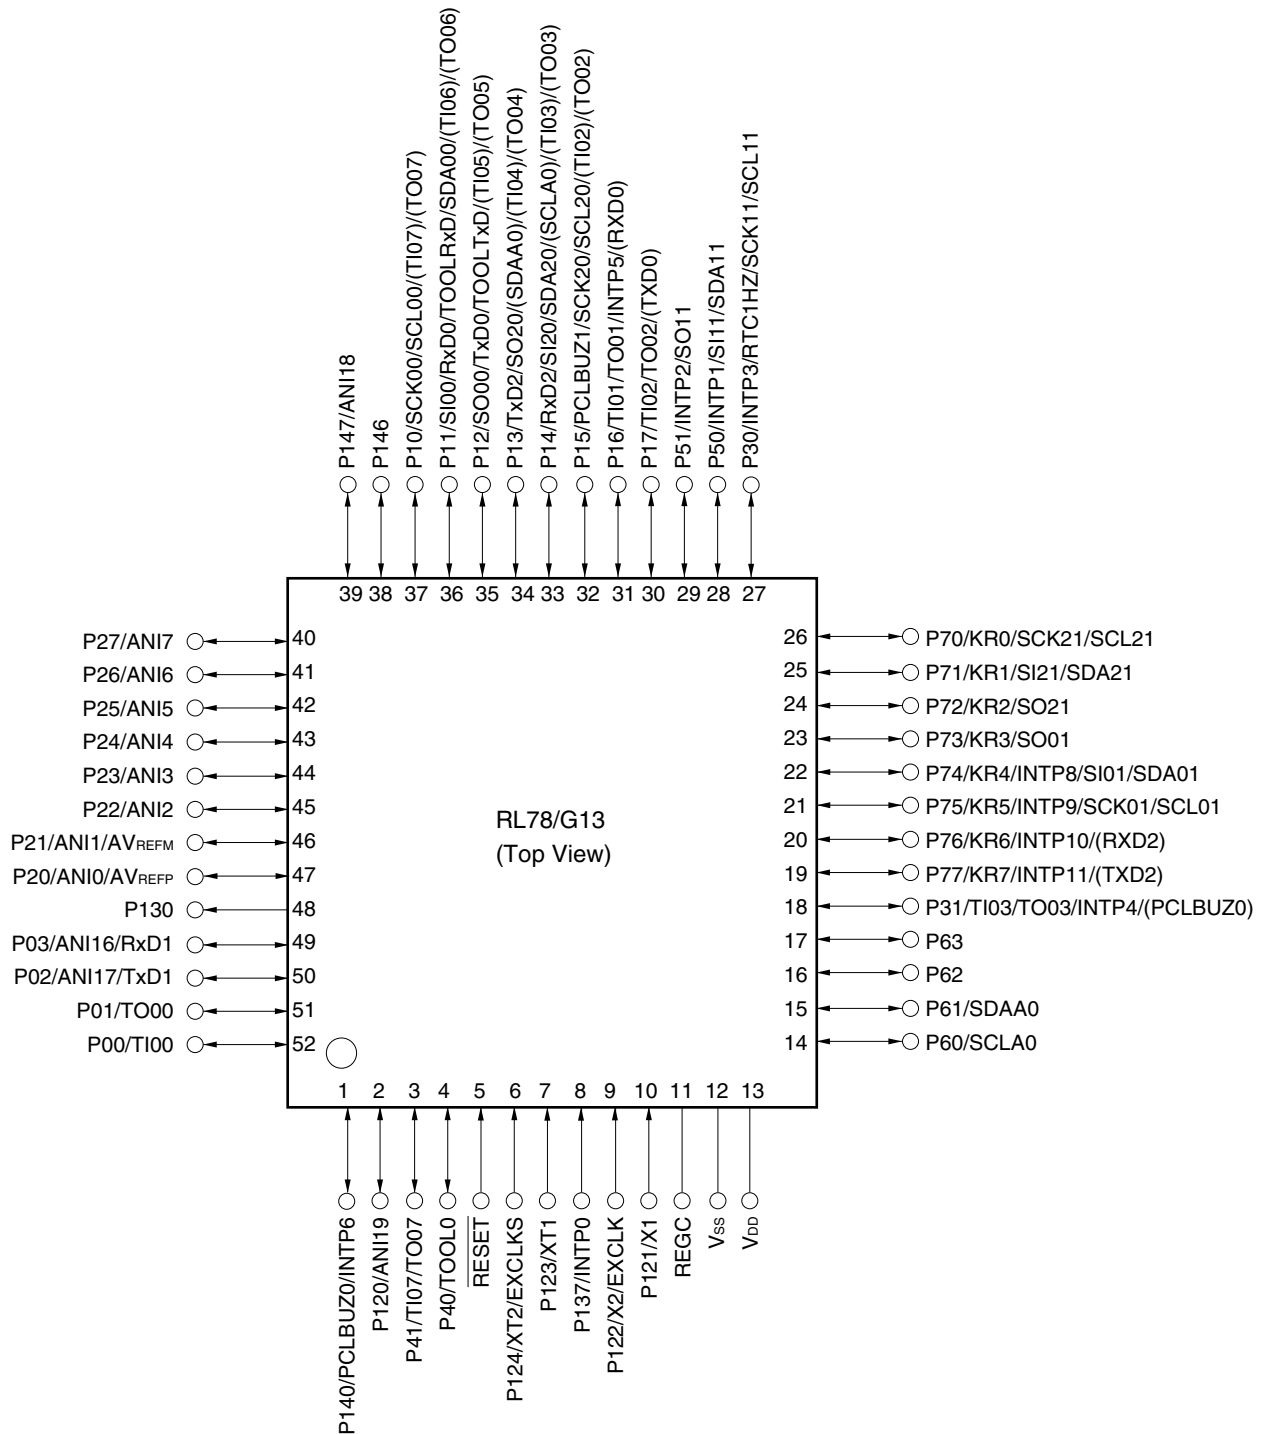 P147/ANI18
P146
P10/SCK00/SCL00/(TI07)/(TO07)
P11/SI00/RxD0/TOOLRxD/SDA00/(TI06)/(TO06)
P12/SO00/TxD0/TOOLTxD/(TI05)/(TO05)
P13/TxD2/SO20/(SDAA0)/(TI04)/(TO04)
P14/RxD2/SI20/SDA20/(SCLA0)/(TI03)/(TO03)
P15/PCLBUZ1/SCK20/SCL20/(TI02)/(TO02)
P16/TI01/TO01/INTP5/(RXD0)
P17/TI02/TO02/(TXD0)
P51/INTP2/SO11
P50/INTP1/SI11/SDA11
P30/INTP3/RTC1HZ/SCK11/SCL11
39 38 37 36 35 34 33 32 31 30 29 28 27
P27/ANI7 40
P26/ANI6 41
P25/ANI5 42
P24/ANI4 43
P23/ANI3 44
P22/ANI2 45
P21/ANI1/AVREFM 46
P20/ANI0/AVREFP 47
P130 48
P03/ANI16/RxD1 49
P02/ANI17/TxD1 50
P01/TO00 51
P00/TI00 52
RL78/G13
(Top View)
26 P70/KR0/SCK21/SCL21
25 P71/KR1/SI21/SDA21
24 P72/KR2/SO21
23 P73/KR3/SO01
22 P74/KR4/INTP8/SI01/SDA01
21 P75/KR5/INTP9/SCK01/SCL01
20 P76/KR6/INTP10/(RXD2)
19 P77/KR7/INTP11/(TXD2)
18 P31/TI03/TO03/INTP4/(PCLBUZ0)
17 P63
16 P62
15 P61/SDAA0
14 P60/SCLA0
1 2 3 4 5 6 7 8 9 10 11 12 13
P140/PCLBUZ0/INTP6
P120/ANI19
P41/TI07/TO07
P40/TOOL0
RESET
P124/XT2/EXCLKS
P123/XT1
P137/INTP0
P122/X2/EXCLK
P121/X1
REGC
VSS
VDD